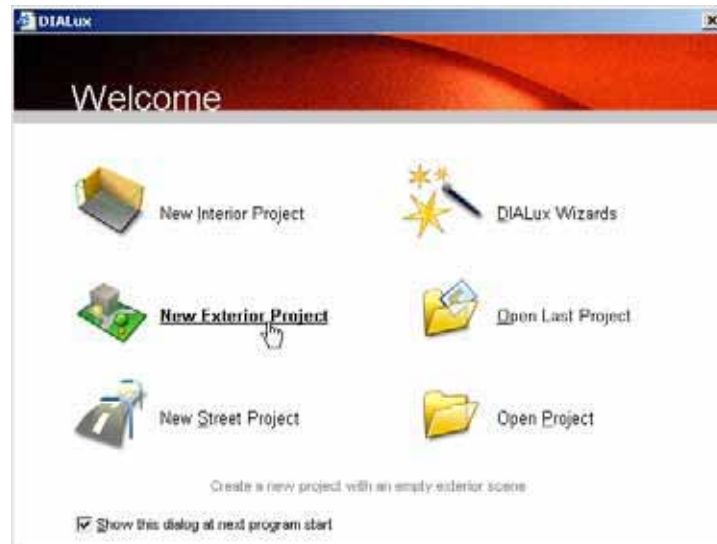 DIALux
Welcome
New Interior Project
DIALux Wizards
New Exterior Project
Open Last Project
New Street Project
Open Project
Create a new project with an empty exterior scene
Show this dialog at next program start